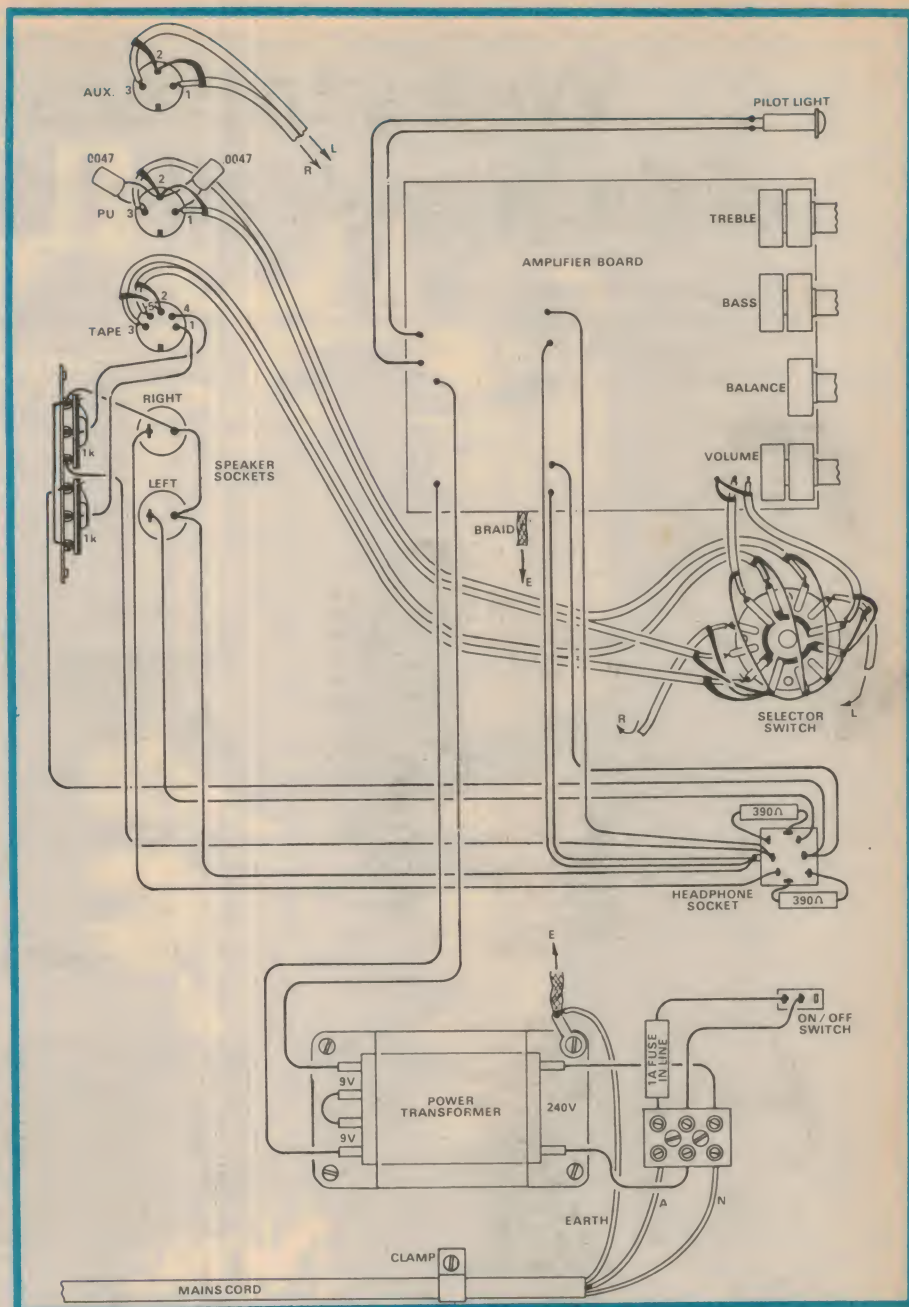 AUX.
2
3
1
L
R
PILOT LIGHT
0047
0047
2
PU
3
1
TREBLE
AMPLIFIER BOARD
BASS
2
5
4
TAPE
3
1
BALANCE
RIGHT
1k
SPEAKER
SOCKETS
VOLUME
LEFT
1k
BRAID
E
R
L
SELECTOR
SWITCH
390Ω
HEADPHONE
SOCKET
390Ω
E
ON / OFF
SWITCH
1A FUSE
IN LINE
9V
POWER
TRANSFORMER
240V
9V
A
N
EARTH
CLAMP
MAINS CORD